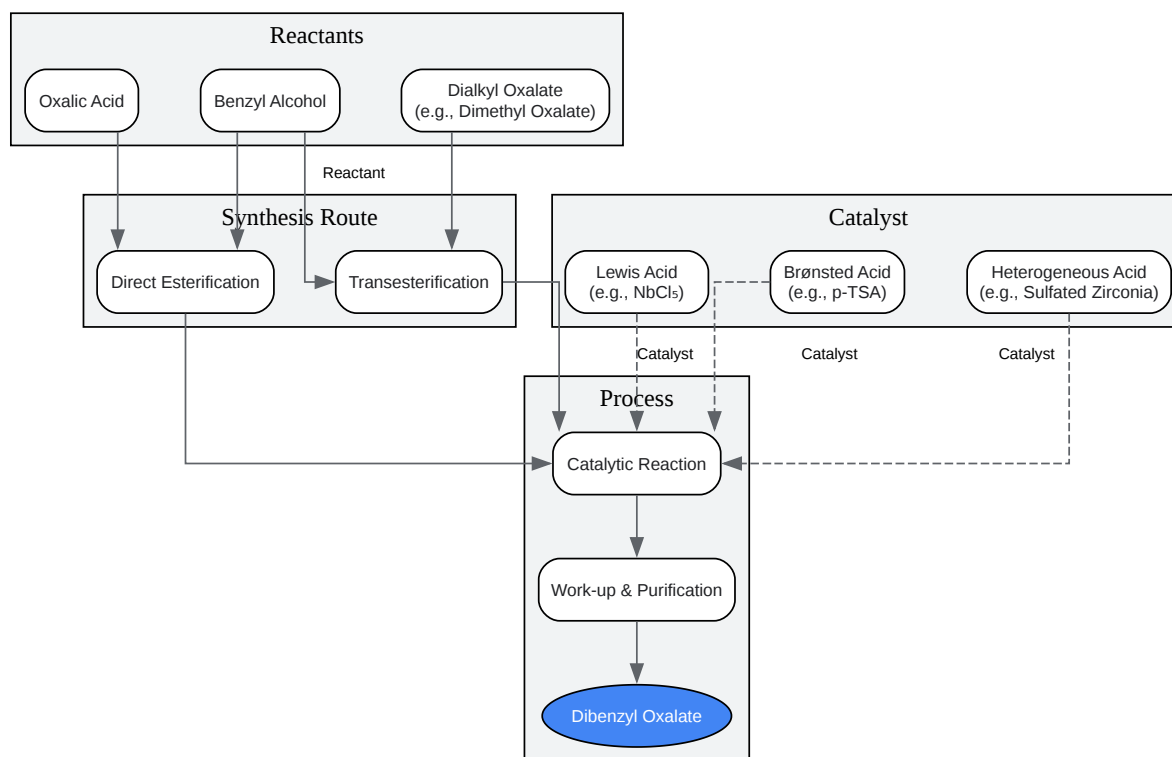 Reactants
Oxalic Acid
Benzyl Alcohol
Dialkyl Oxalate
(e.g., Dimethyl Oxalate)
Reactant
Synthesis Route
Direct Esterification
Transesterification
Catalyst
Lewis Acid
(e.g., NbCl₅)
Brønsted Acid
(e.g., p-TSA)
Heterogeneous Acid
(e.g., Sulfated Zirconia)
Catalyst
Catalyst
Catalyst
Process
Catalytic Reaction
Work-up & Purification
Dibenzyl Oxalate